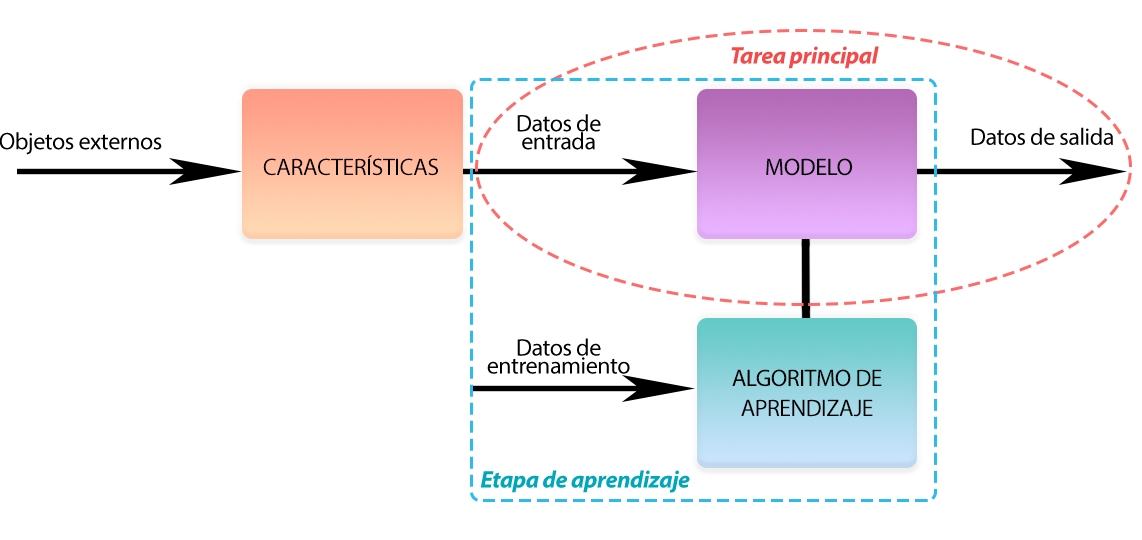 Tarea principal
Objetos externos
CARACTERÍSTICAS
Datos de
entrada
MODELO
Datos de salida
Datos de
entrenamiento
ALGORITMO DE
APRENDIZAJE
Etapa de aprendizaje